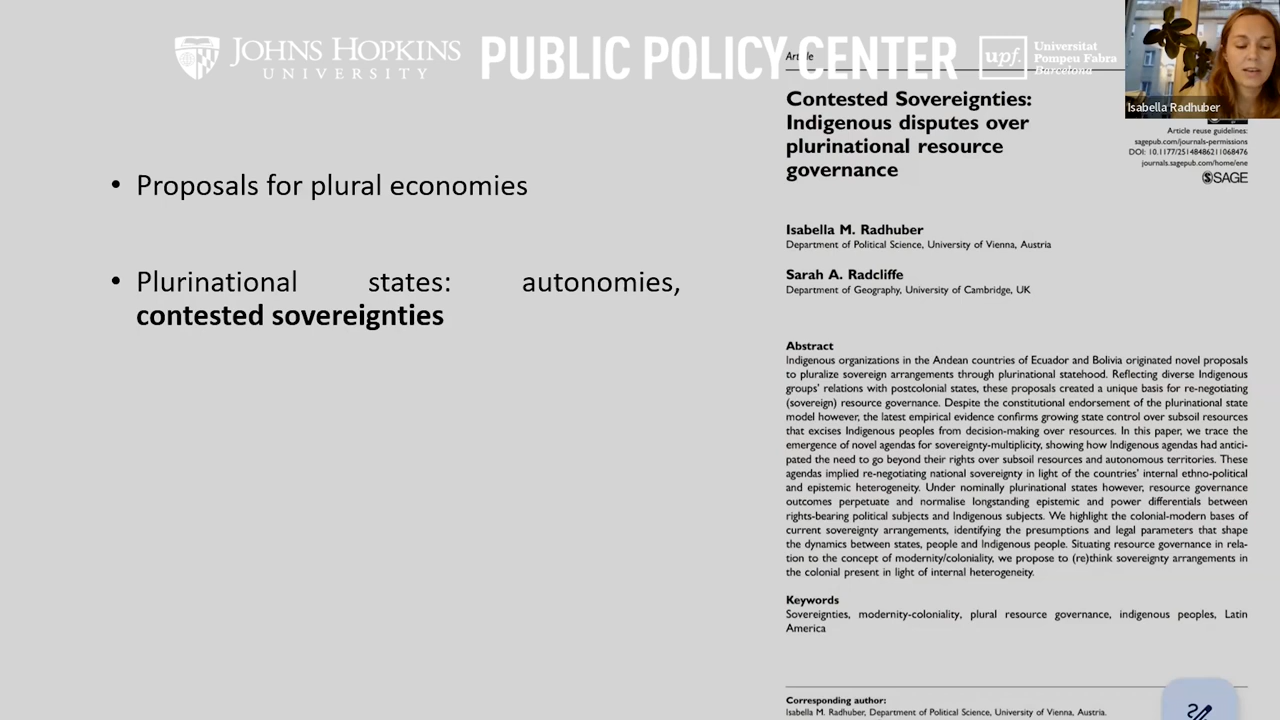 JOHNS HOPKINS
UNIVERSITY
PUBLIC POLICY CENTER
upf.
Universitat
Pompeu Fabra
Barcelona
Isabella Radhuber
• Proposals for plural economies
• Plurinational states: autonomies,
contested sovereignties
Article
Contested Sovereignties:
Indigenous disputes over
plurinational resource
governance
Article reuse guidelines:
sagepub.com/journals-permissions
DOI: 10.1177/25148486211068476
journals.sagepub.com/home/ene
SAGE
Isabella M. Radhuber
Department of Political Science, University of Vienna, Austria
Sarah A. Radcliffe
Department of Geography, University of Cambridge, UK
Abstract
Indigenous organizations in the Andean countries of Ecuador and Bolivia originated novel proposals
to pluralize sovereign arrangements through plurinational statehood. Reflecting diverse Indigenous
groups' relations with postcolonial states, these proposals created a unique basis for re-negotiating
(sovereign) resource governance. Despite the constitutional endorsement of the plurinational state
model however, the latest empirical evidence confirms growing state control over subsoil resources
that excises Indigenous peoples from decision-making over resources. In this paper, we trace the
emergence of novel agendas for sovereignty-multiplicity, showing how Indigenous agendas had antici-
pated the need to go beyond their rights over subsoil resources and autonomous territories. These
agendas implied re-negotiating national sovereignty in light of the countries' internal ethno-political
and epistemic heterogeneity. Under nominally plurinational states however, resource governance
outcomes perpetuate and normalise longstanding epistemic and power differentials between
rights-bearing political subjects and Indigenous subjects. We highlight the colonial-modern bases of
current sovereignty arrangements, identifying the presumptions and legal parameters that shape
the dynamics between states, people and Indigenous people. Situating resource governance in rela-
tion to the concept of modernity/coloniality, we propose to (re)think sovereignty arrangements in
the colonial present in light of internal heterogeneity.
Keywords
Sovereignties, modernity-coloniality, plural resource governance, indigenous peoples, Latin
America
Corresponding author:
Isabella M. Radhuber, Department of Political Science, University of Vienna, Austria.